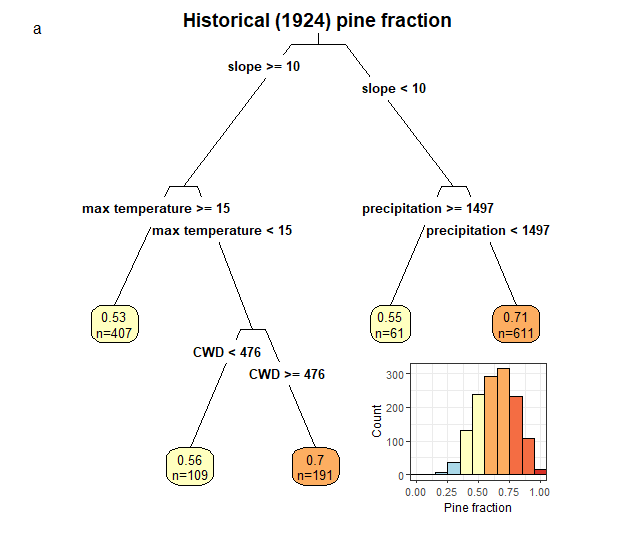 Historical (1924) pine fraction
a
slope >= 10
slope < 10
max temperature >= 15
max temperature < 15
precipitation >= 1497
precipitation < 1497
0.53
n=407
0.55
n=61
0.71
n=611
CWD < 476
CWD >= 476
0.56
n=109
0.7
n=191
Count
300
200
100
0
0.00 0.25 0.50 0.75 1.00
Pine fraction